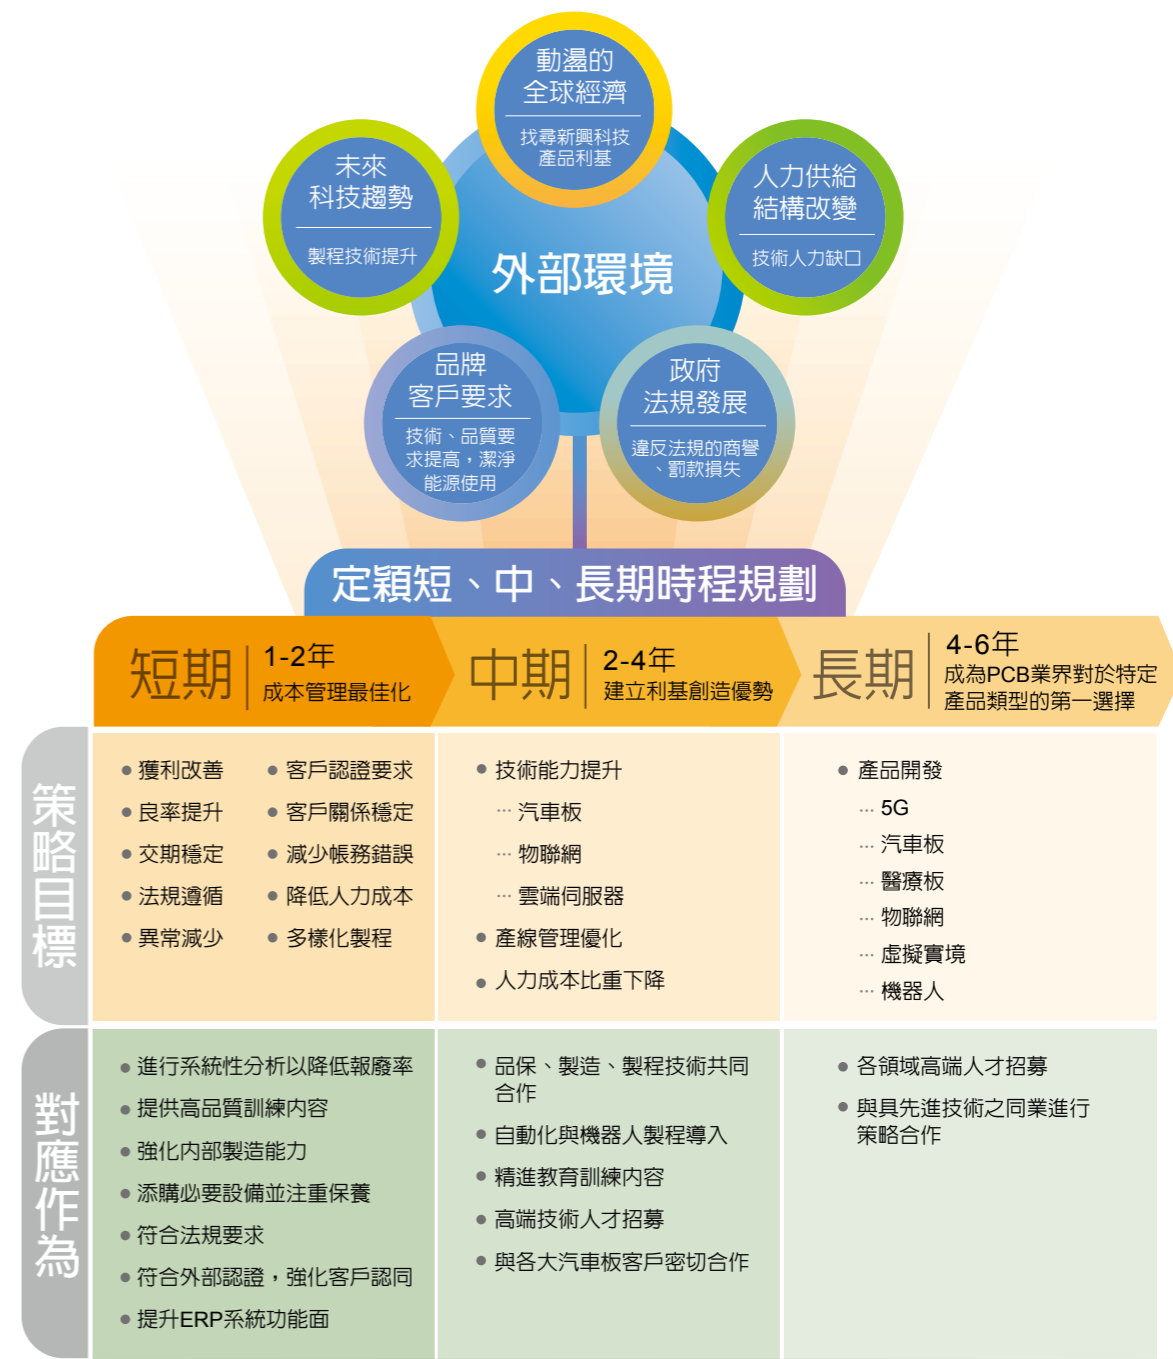 動盪的
全球經濟
找尋新興科技
產品利基
未來
科技趨勢
製程技術提升
人力供給
結構改變
技術人力缺口
外部環境
品牌
客戶要求
技術、品質要
求提高，潔淨
能源使用
政府
法規發展
違反法規的商譽
、罰款損失
定穎短、中、長期時程規劃
短期
1-2年
成本管理最佳化
中期
2-4年
建立利基創造優勢
長期
4-6年
成為PCB業界對於特定
產品類型的第一選擇
策略目標
● 獲利改善
● 良率提升
● 交期穩定
● 法規遵循
● 異常減少
● 客戶認證要求
● 客戶關係穩定
● 減少帳務錯誤
● 降低人力成本
● 多樣化製程
● 技術能力提升
… 汽車板
… 物聯網
… 雲端伺服器
● 產線管理優化
● 人力成本比重下降
● 產品開發
… 5G
… 汽車板
… 醫療板
… 物聯網
… 虛擬實境
… 機器人
對應作為
● 進行系統性分析以降低報廢率
● 提供高品質訓練內容
● 強化內部製造能力
● 添購必要設備並注重保養
● 符合法規要求
● 符合外部認證，強化客戶認同
● 提升ERP系統功能面
● 品保、製造、製程技術共同
合作
● 自動化與機器人製程導入
● 精進教育訓練內容
● 高端技術人才招募
● 與各大汽車板客戶密切合作
● 各領域高端人才招募
● 與具先進技術之同業進行
策略合作